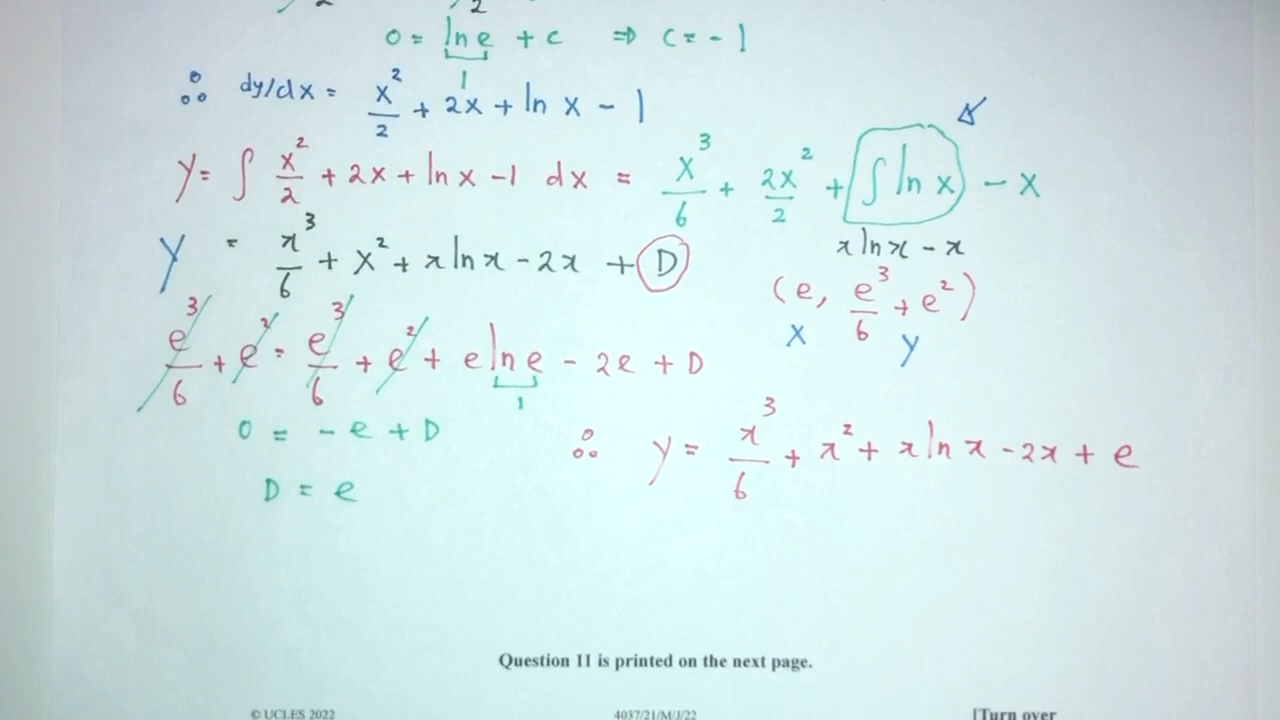 0 = ln e + c ⇒ c = -1
1
∴ dy/dx = x²/2 + 2x + ln x - 1
y = ∫ x²/2 + 2x + ln x - 1 dx = x³/6 + 2x²/2 + ∫ ln x - x
x ln x - x
y = x³/6 + x² + x ln x - 2x + D
(e, e³/6 + e²)
x y
e³/6 + e² = e³/6 + e² + e ln e - 2e + D
1
0 = -e + D
∴ y = x³/6 + x² + x ln x - 2x + e
D = e
Question 11 is printed on the next page.
© UCLES 2022 4037/21/M/J/22 [Turn over